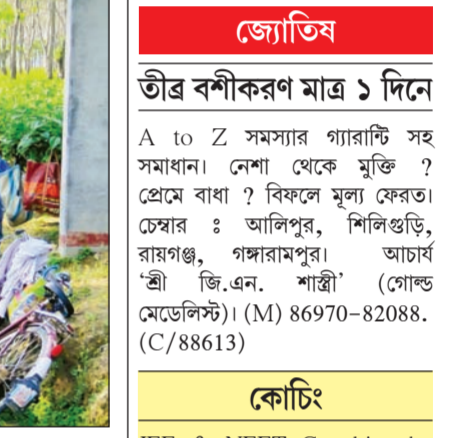 জ্যোতিষ
তীব্র বশীকরণ মাত্র ১ দিনে
A to Z সমস্যার গ্যারান্টি সহ
সমাধান। নেশা থেকে মুক্তি ?
প্রেমে বাধা ? বিফলে মূল্য ফেরত।
চেম্বার ঃ আলিপুর, শিলিগুড়ি,
রায়গঞ্জ, গঙ্গারামপুর। আচার্য
‘শ্রী জি.এন. শাস্ত্রী’ (গোল্ড
মেডেলিস্ট)। (M) 86970-82088.
(C/88613)
কোচিং